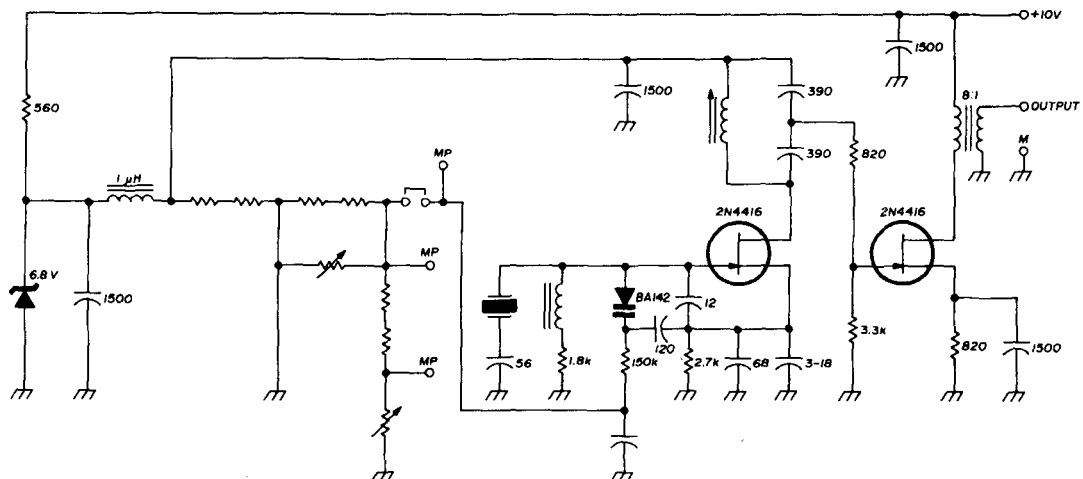 +10V
1500
560
1500
390
8:1
OUTPUT
M
MP
390
820
1 µH
2N4416
2N4416
MP
6.8 V
1500
BA142
12
3.3k
120
56
1.8k
150k
2.7k
68
3-18
820
1500
MP